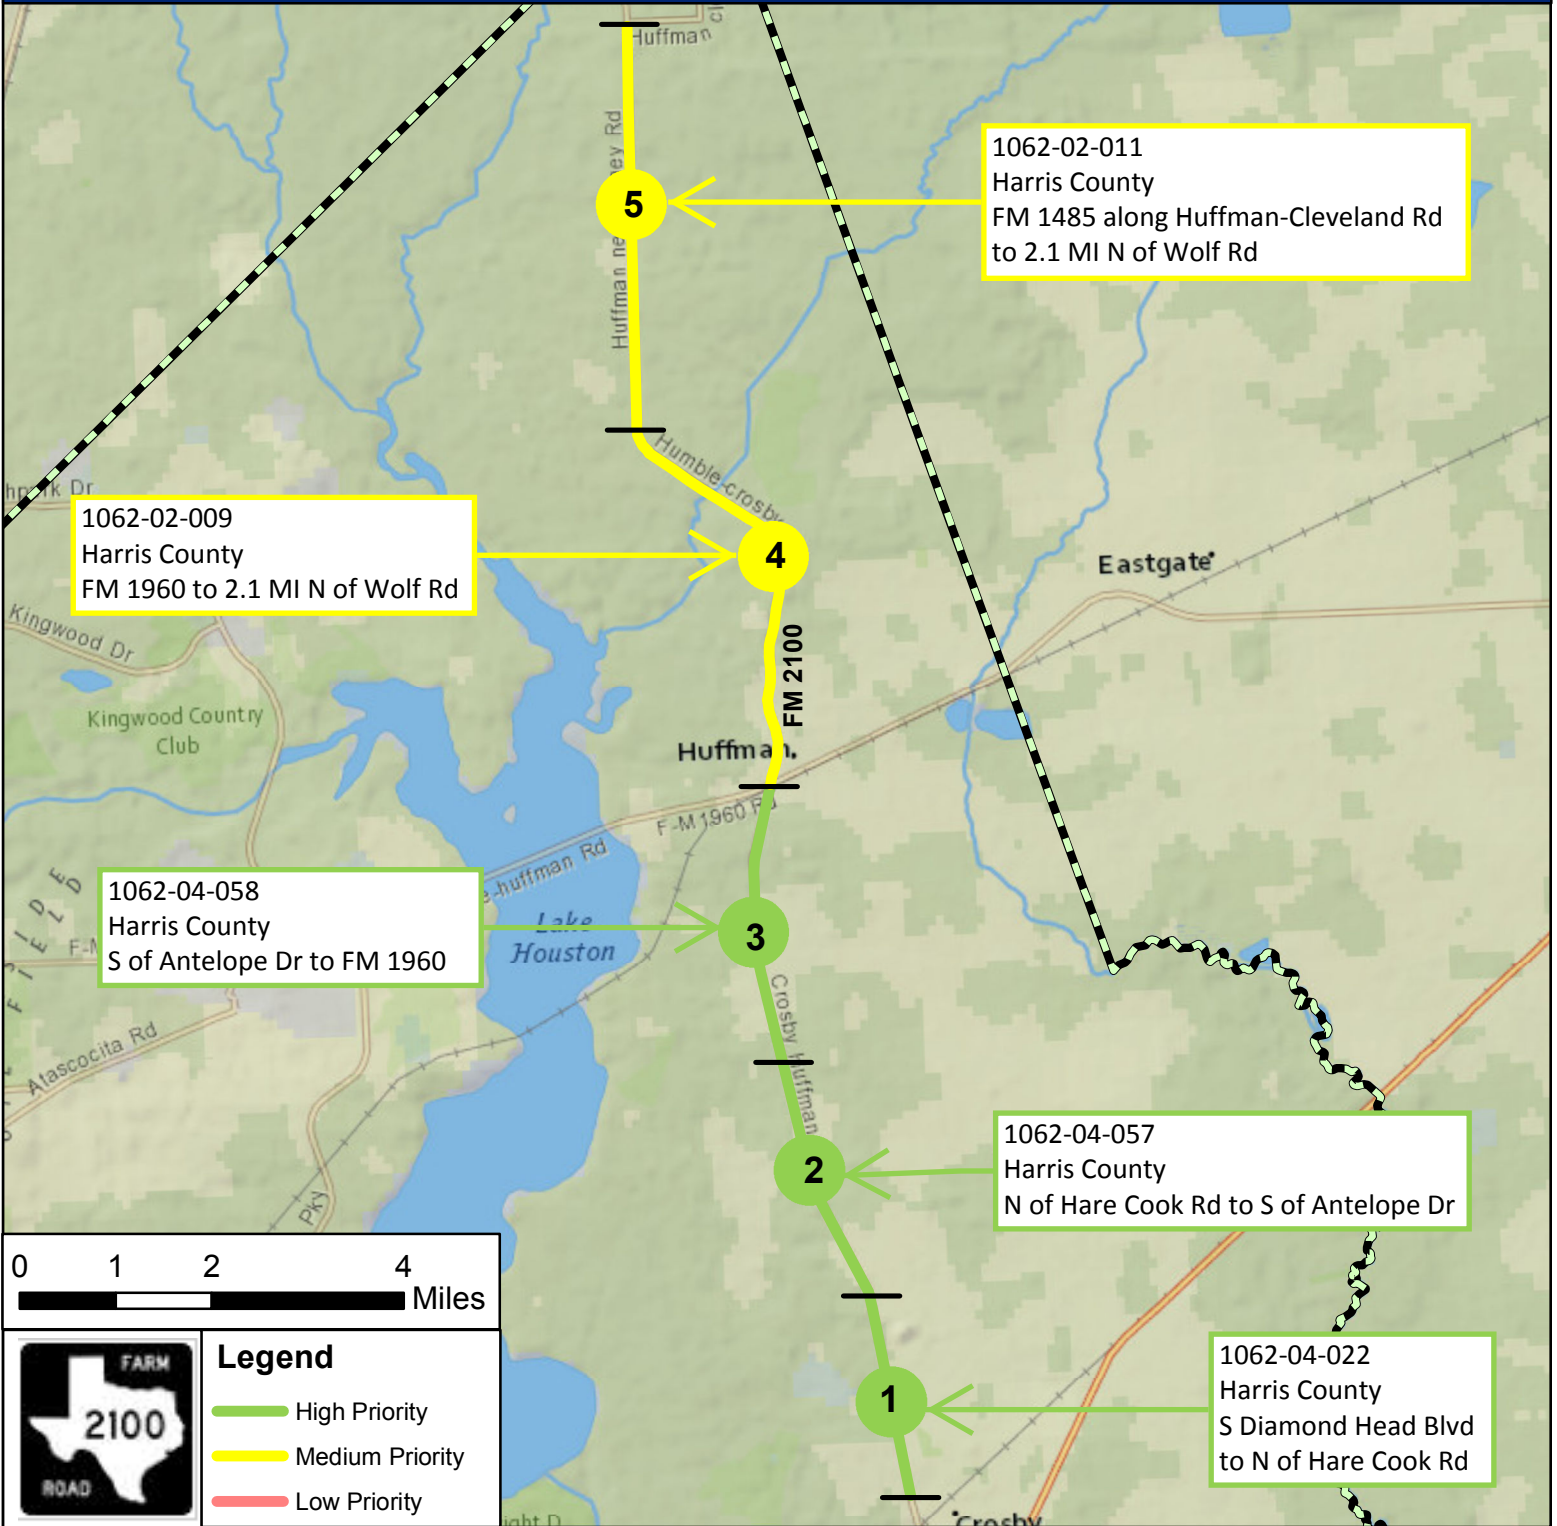 Huffman
Huffman
1062-02-011
Harris County
FM 1485 along Huffman-Cleveland Rd
to 2.1 MI N of Wolf Rd
5
Humble-crosby
Dr
1062-02-009
Harris County
FM 1960 to 2.1 MI N of Wolf Rd
4
Eastgate
Kingwood Dr
FM 2100
Kingwood Country
Club
Huffman
F-M 1960 Rd
e-huffman Rd
1062-04-058
Harris County
S of Antelope Dr to FM 1960
Lake
Houston
3
Crosby Huffman
Atascocita Rd
1062-04-057
Harris County
N of Hare Cook Rd to S of Antelope Dr
2
Pky
0 1 2 4
Miles
1062-04-022
Harris County
S Diamond Head Blvd
to N of Hare Cook Rd
1
FARM
2100
ROAD
Legend
High Priority
Medium Priority
Low Priority
Crosby